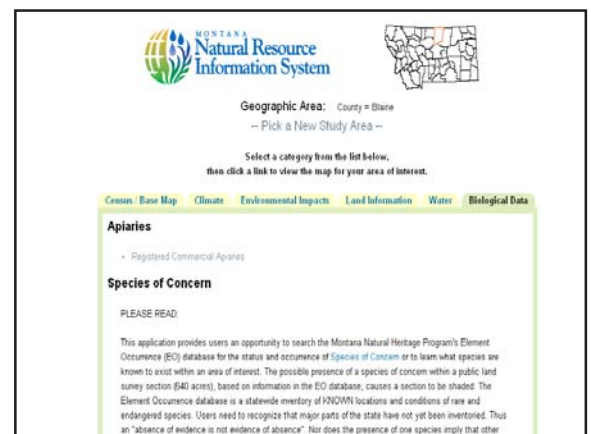 MONTANA
Natural Resource
Information System
Geographic Area: County = Blaine
-- Pick a New Study Area --
Select a category from the list below,
then click a link to view the map for your area of interest.
Census / Base Map Climate Environmental Impacts Land Information Water Biological Data
Apiaries
- Registered Commercial Apiaries
Species of Concern
PLEASE READ:
This application provides users an opportunity to search the Montana Natural Heritage Program's Element
Occurrence (EO) database for the status and occurrence of Species of Concern or to learn what species are
known to exist within an area of interest. The possible presence of a species of concern within a public land
survey section (640 acres), based on information in the EO database, causes a section to be shaded. The
Element Occurrence database is a statewide inventory of KNOWN locations and conditions of rare and
endangered species. Users need to recognize that major parts of the state have not yet been inventoried. Thus
an "absence of evidence is not evidence of absence". Nor does the presence of one species imply that other